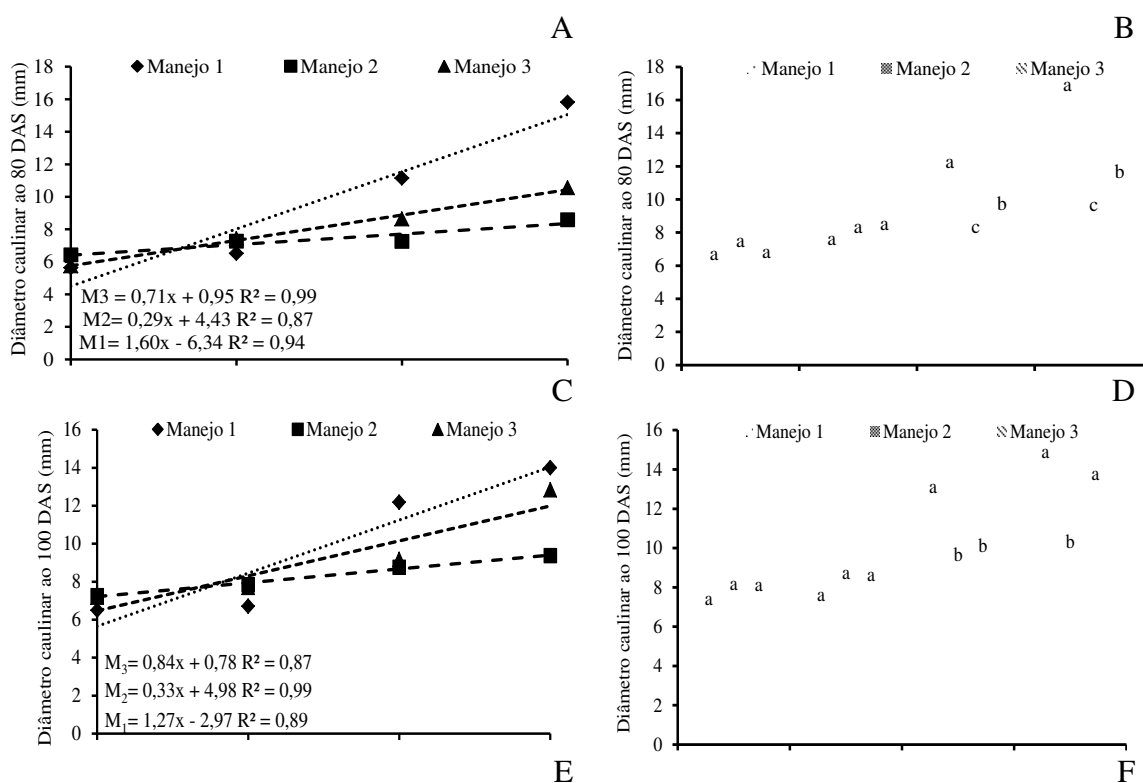 A
B
Manejo 1 Manejo 2 Manejo 3
Diâmetro caulinar ao 80 DAS (mm)
18
16
14
12
10
8
6
4
2
0
M3 = 0,71x + 0,95 R² = 0,99
M2= 0,29x + 4,43 R² = 0,87
M1= 1,60x - 6,34 R² = 0,94
Manejo 1 Manejo 2 Manejo 3
Diâmetro caulinar ao 80 DAS (mm)
18
16
14
12
10
8
6
4
2
0
a a a a a a a c b a c b
C
D
Manejo 1 Manejo 2 Manejo 3
Diâmetro caulinar ao 100 DAS (mm)
16
14
12
10
8
6
4
2
0
M₃ = 0,84x + 0,78 R² = 0,87
M₂ = 0,33x + 4,98 R² = 0,99
M₁ = 1,27x - 2,97 R² = 0,89
Manejo 1 Manejo 2 Manejo 3
Diâmetro caulinar ao 100 DAS (mm)
16
14
12
10
8
6
4
2
0
a a a a a a a b b a b a
E
F